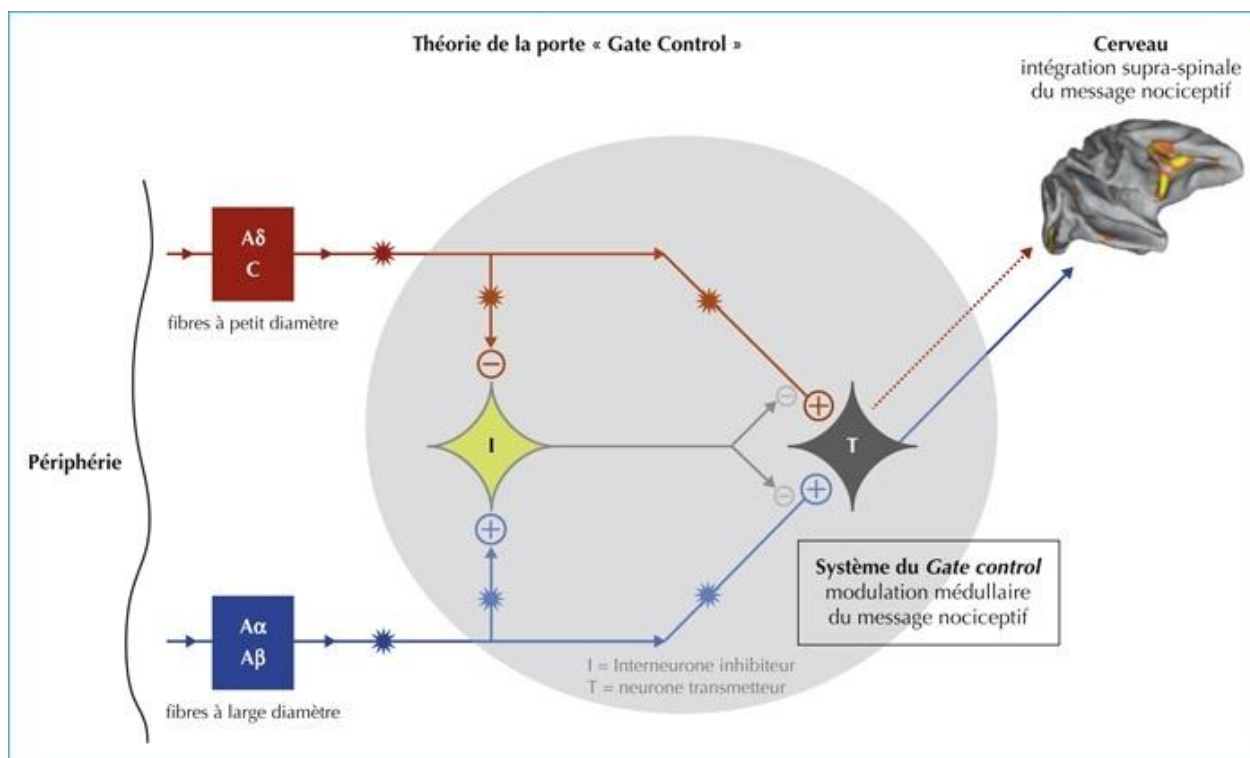 Théorie de la porte « Gate Control »
Cerveau
intégration supra-spinale
du message nociceptif
Aδ
C
fibres à petit diamètre
−
−
+
I
T
Périphérie
−
+
+
Système du Gate control
modulation médullaire
du message nociceptif
Aα
Aβ
I = Interneurone inhibiteur
T = neurone transmetteur
fibres à large diamètre